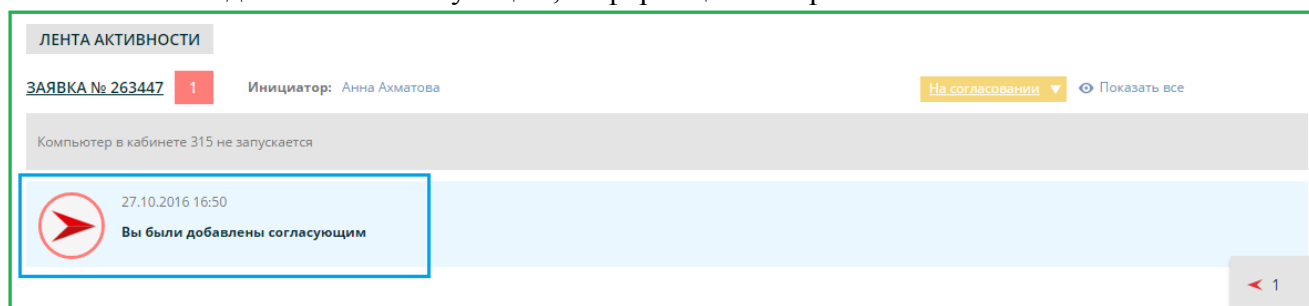 ЛЕНТА АКТИВНОСТИ
ЗАЯВКА № 263447 1 Инициатор: Анна Ахматова На согласовании ▼ Показать все
Компьютер в кабинете 315 не запускается
27.10.2016 16:50
Вы были добавлены согласующим
1